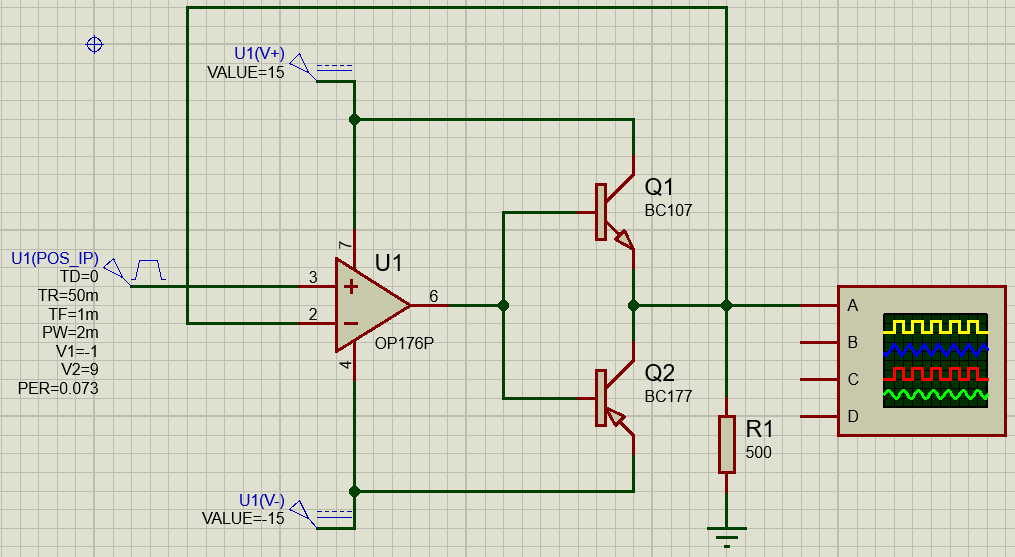 U1(V+)
VALUE=15
Q1
BC107
7
U1(POS_IP)
TD=0
TR=50m
TF=1m
PW=2m
V1=-1
V2=9
PER=0.073
3
2
+
−
U1
6
OP176P
4
Q2
BC177
A
B
C
D
R1
500
U1(V-)
VALUE=-15